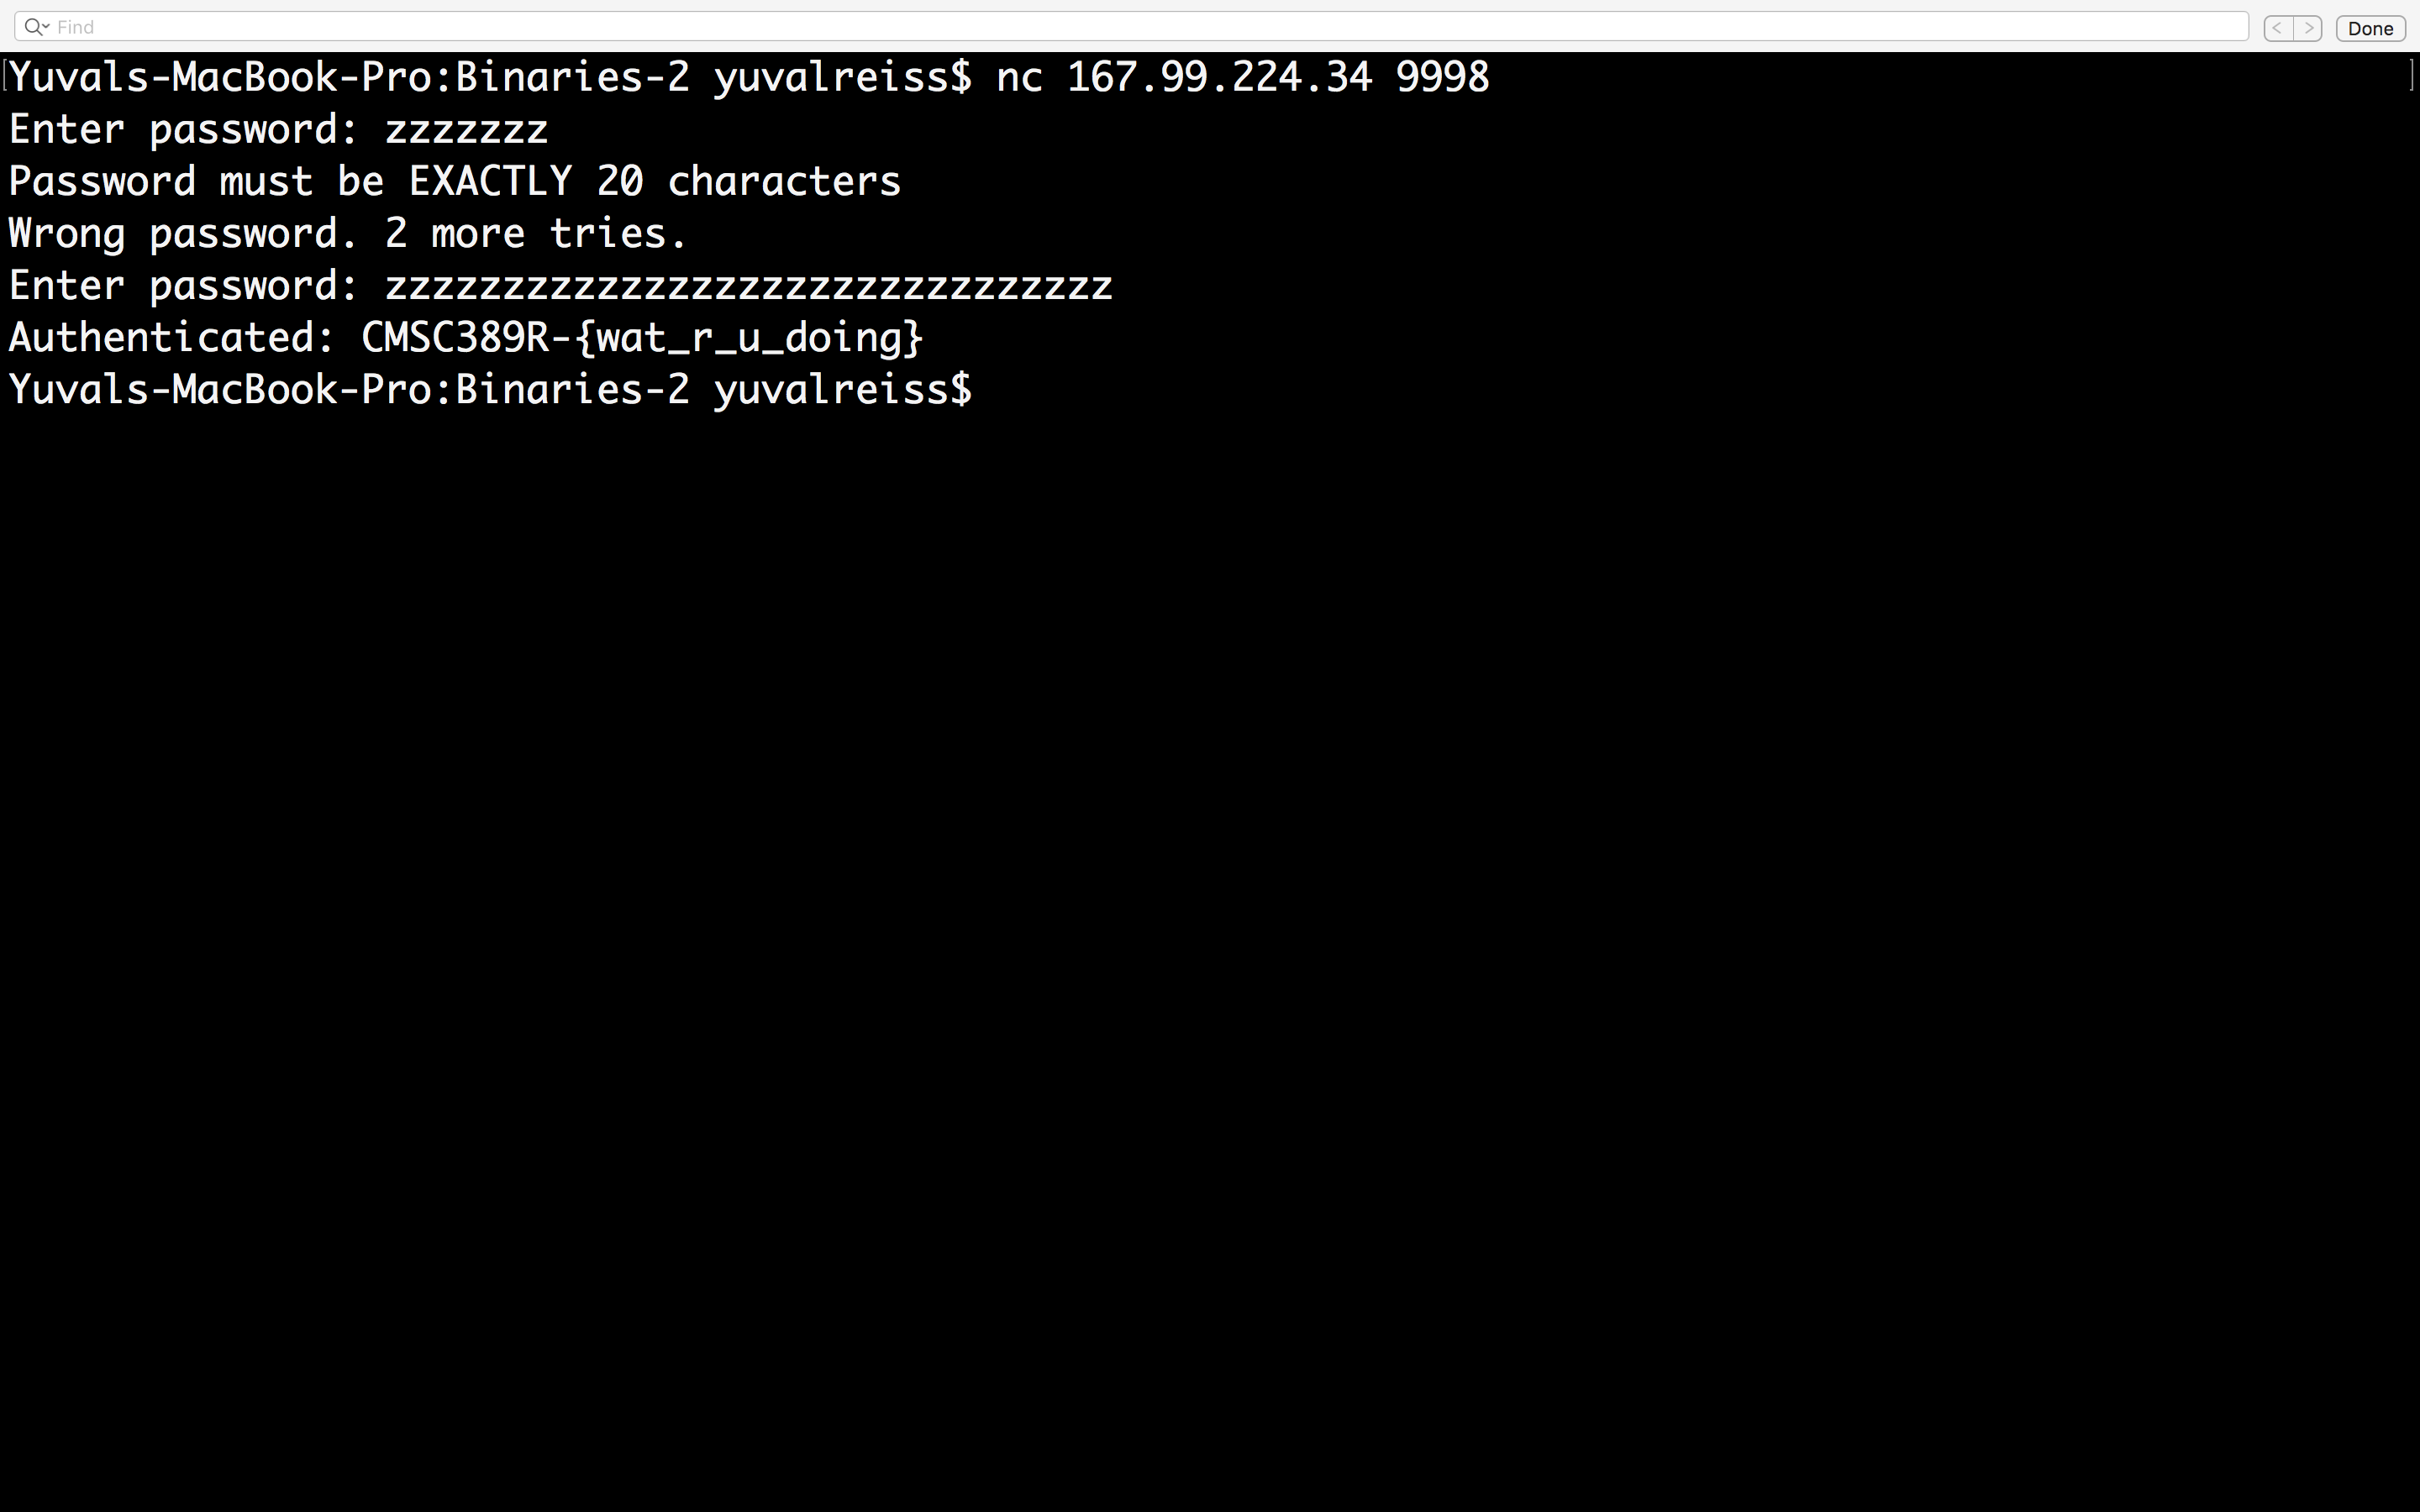 Find
< > Done
[Yuvals-MacBook-Pro:Binaries-2 yuvalreiss$ nc 167.99.224.34 9998 ]
Enter password: zzzzzzz
Password must be EXACTLY 20 characters
Wrong password. 2 more tries.
Enter password: zzzzzzzzzzzzzzzzzzzzzzzzzzzzzzz
Authenticated: CMSC389R-{wat_r_u_doing}
Yuvals-MacBook-Pro:Binaries-2 yuvalreiss$